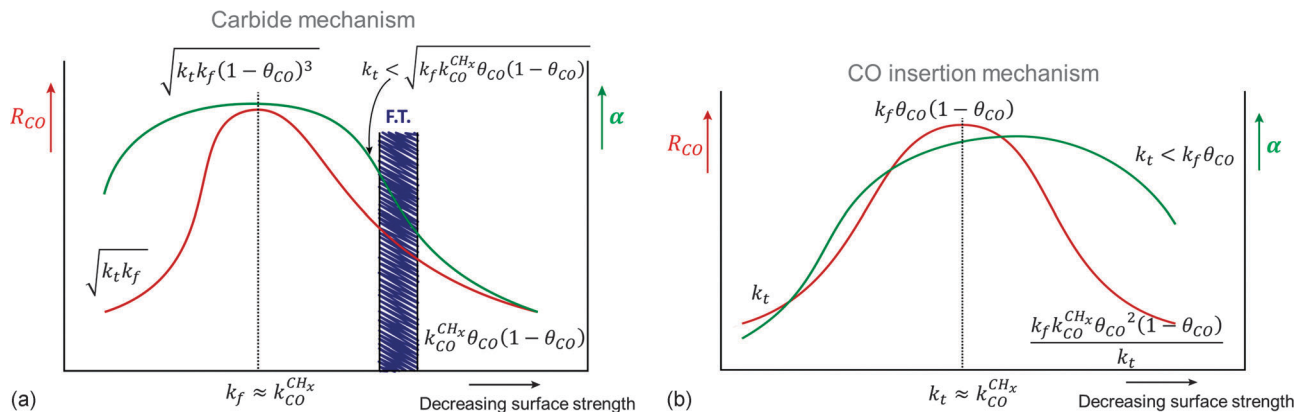 Carbide mechanism
√(k_t k_f (1 − θ_CO)^3)
k_t < √(k_f k_CO^CHx θ_CO (1 − θ_CO))
R_CO
F.T.
α
√(k_t k_f)
k_CO^CHx θ_CO (1 − θ_CO)
(a)
k_f ≈ k_CO^CHx
Decreasing surface strength
CO insertion mechanism
k_f θ_CO (1 − θ_CO)
R_CO
k_t < k_f θ_CO
α
k_t
k_f k_CO^CHx θ_CO^2 (1 − θ_CO)
k_t
(b)
k_t ≈ k_CO^CHx
Decreasing surface strength